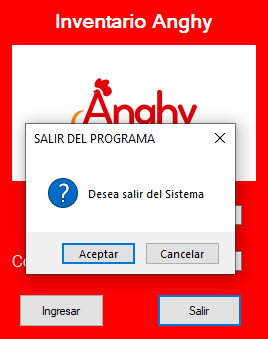 Inventario Anghy
Anghy
SALIR DEL PROGRAMA
Desea salir del Sistema
Aceptar
Cancelar
Ingresar
Salir